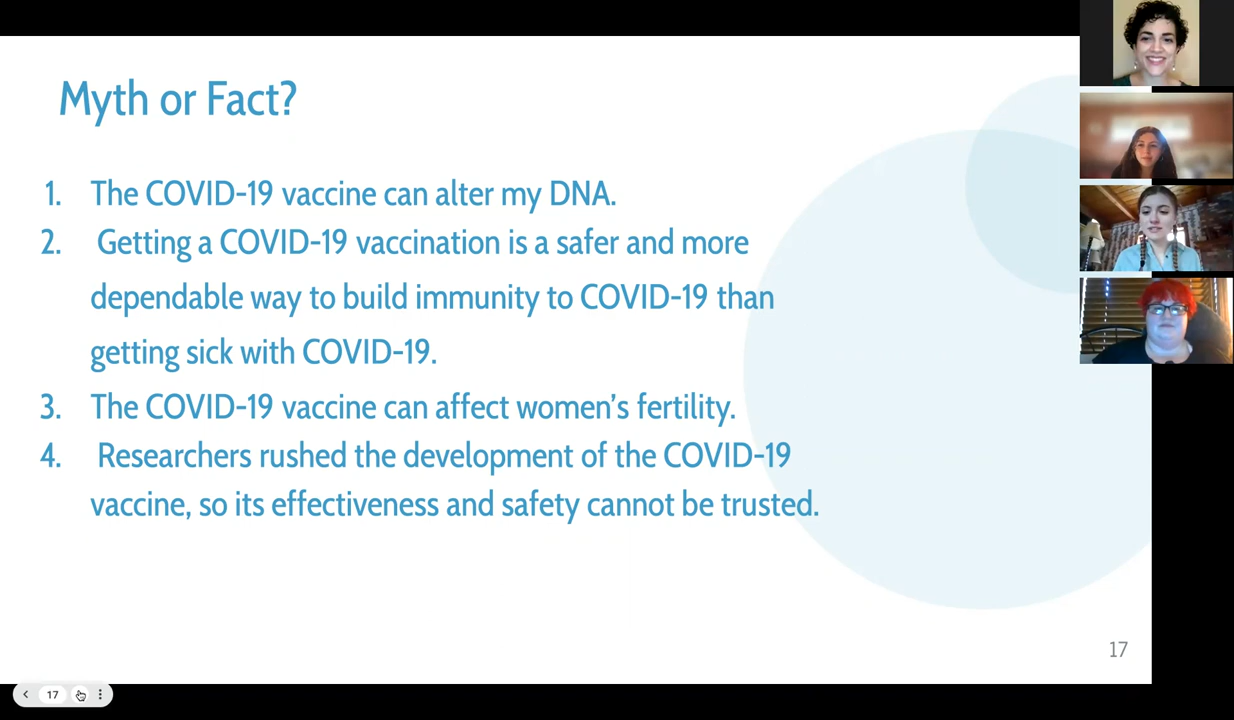 Myth or Fact?
1. The COVID-19 vaccine can alter my DNA.
2. Getting a COVID-19 vaccination is a safer and more
dependable way to build immunity to COVID-19 than
getting sick with COVID-19.
3. The COVID-19 vaccine can affect women’s fertility.
4. Researchers rushed the development of the COVID-19
vaccine, so its effectiveness and safety cannot be trusted.
17
17